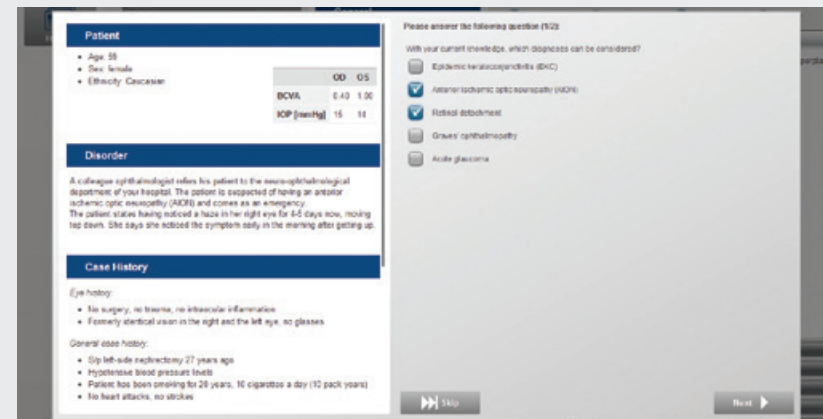 Patient
• Age: 59
• Sex: female
• Ethnicity: Caucasian
OD OS
BCVA 0.40 1.00
IOP [mmHg] 15 14
Disorder
A colleague ophthalmologist refers his patient to the neuro-ophthalmological
department of your hospital. The patient is suspected of having an anterior
ischemic optic neuropathy (AION) and comes as an emergency.
The patient states having noticed a haze in her right eye for 4-5 days now, moving
top down. She says she noticed the symptom early in the morning after getting up.
Case History
Eye history:
• No surgery, no trauma, no intraocular inflammation
• Formerly identical vision in the right and the left eye, no glasses
General case history:
• S/p left-side nephrectomy 27 years ago
• Hypotensive blood pressure levels
• Patient has been smoking for 20 years, 10 cigarettes a day (10 pack years)
• No heart attacks, no strokes
Please answer the following question (1/2):
With your current knowledge, which diagnoses can be considered?
Epidemic keratoconjunctivitis (EKC)
Anterior ischemic optic neuropathy (AION)
Retinal detachment
Graves' ophthalmopathy
Acute glaucoma
Skip
Next